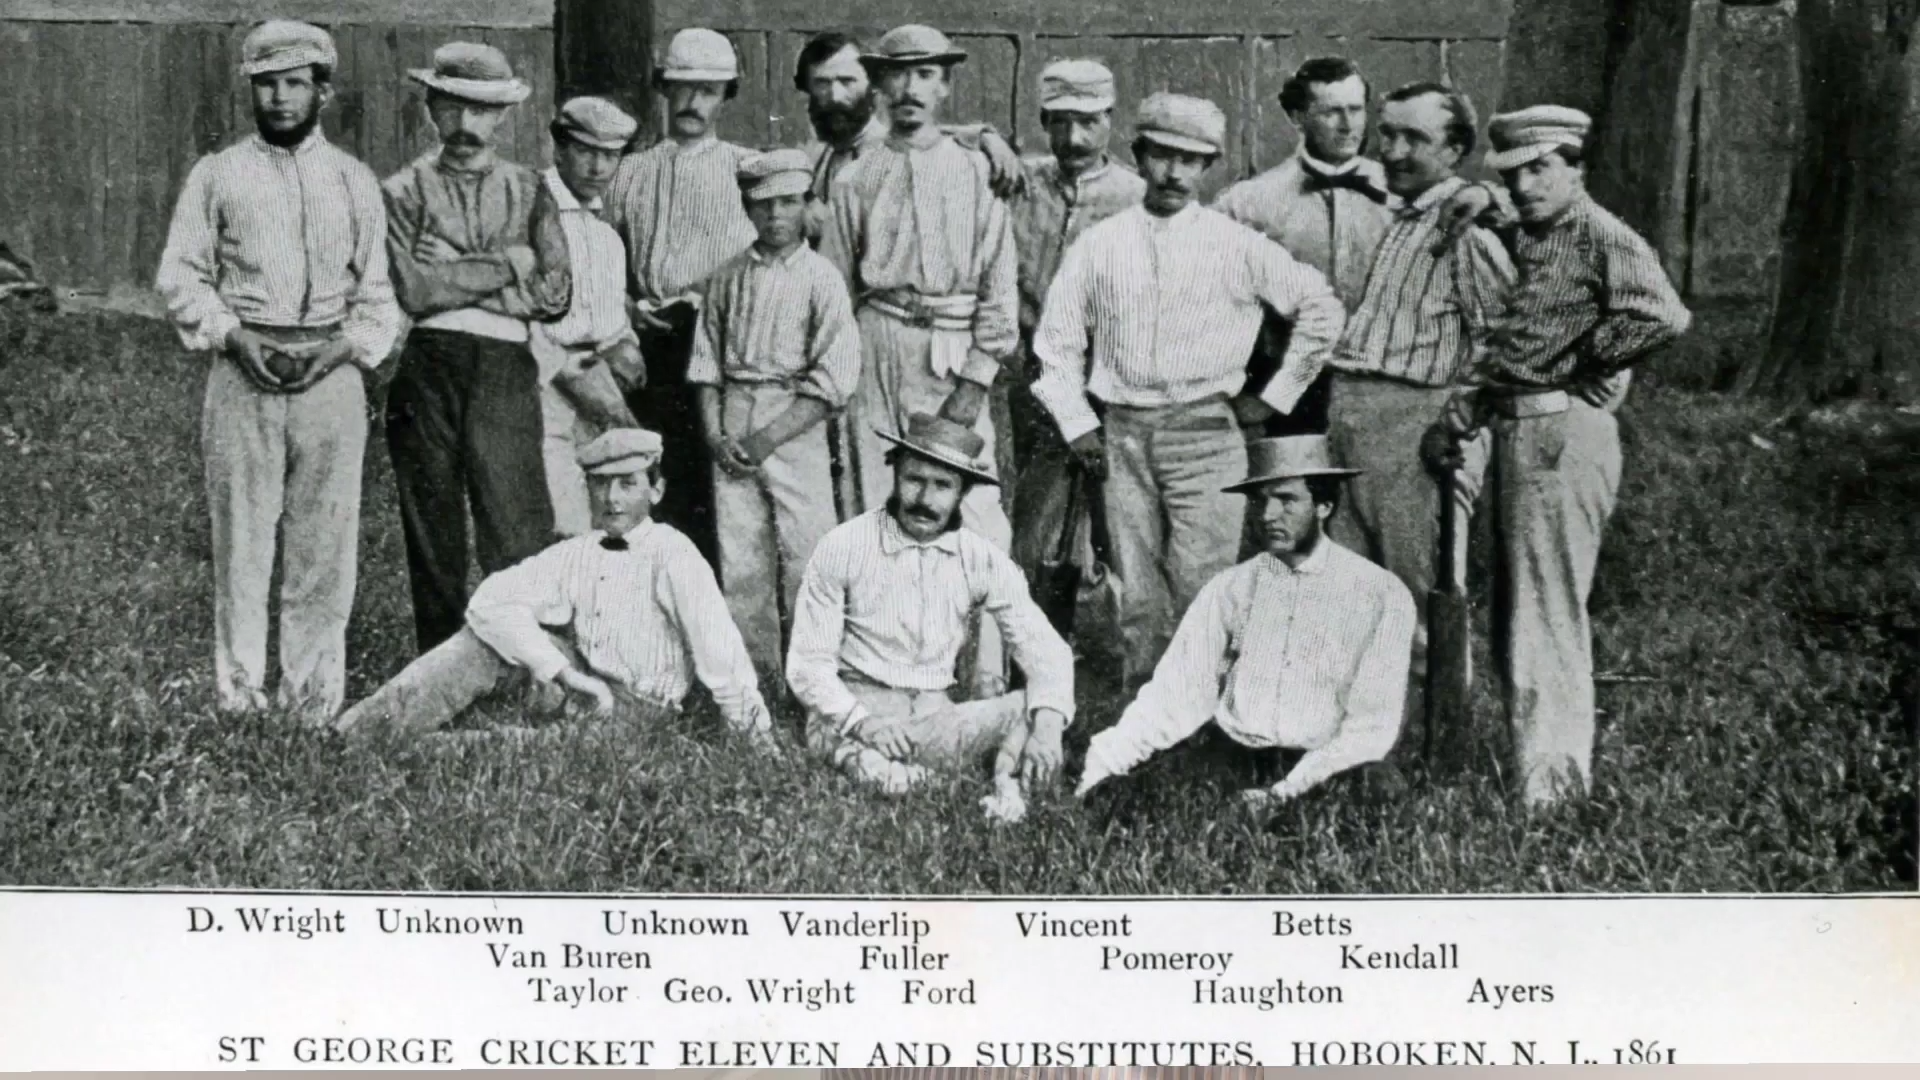 D. Wright Unknown Unknown Vanderlip Vincent Betts
Van Buren Fuller Pomeroy Kendall
Taylor Geo. Wright Ford Haughton Ayers
ST GEORGE CRICKET ELEVEN AND SUBSTITUTES, HOBOKEN, N. J., 1861